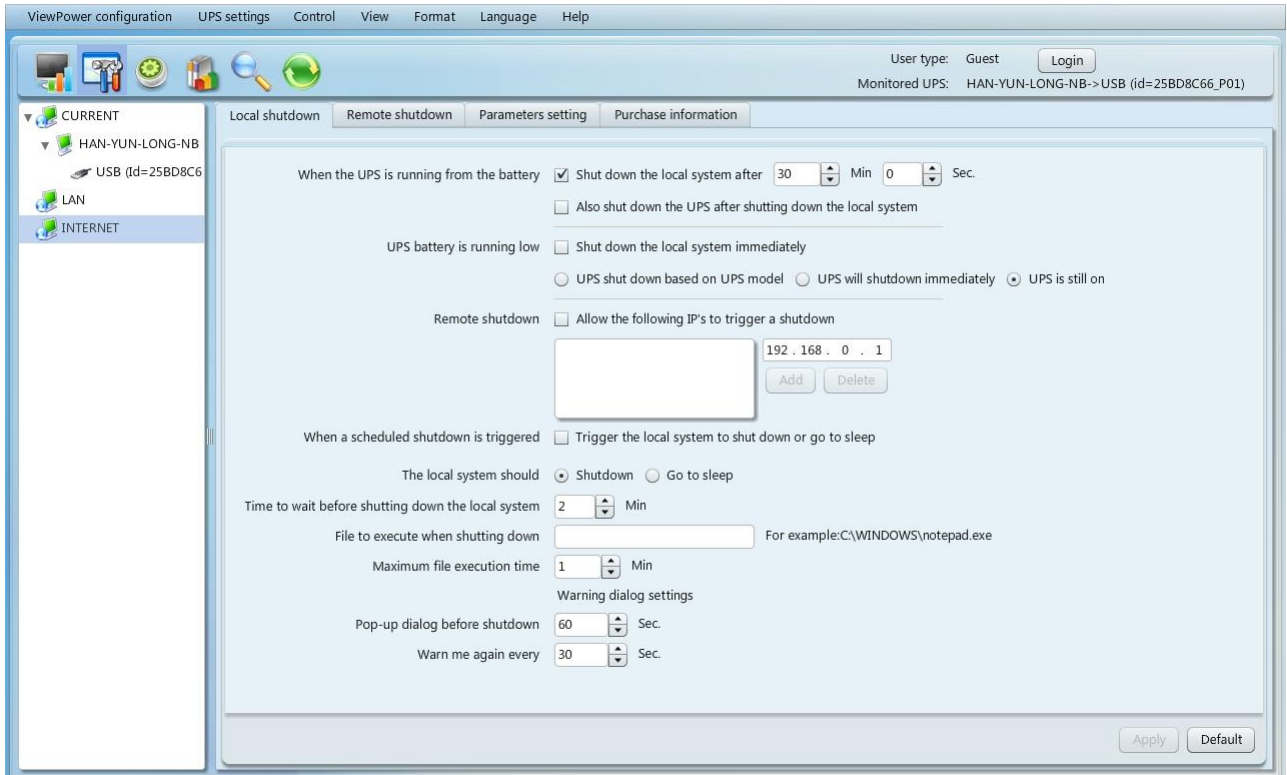 ViewPower configuration UPS settings Control View Format Language Help
User type: Guest Login
Monitored UPS: HAN-YUN-LONG-NB->USB (id=25BD8C66_P01)
CURRENT
HAN-YUN-LONG-NB
USB (Id=25BD8C6
LAN
INTERNET
Local shutdown Remote shutdown Parameters setting Purchase information
When the UPS is running from the battery Shut down the local system after 30 Min 0 Sec.
Also shut down the UPS after shutting down the local system
UPS battery is running low Shut down the local system immediately
UPS shut down based on UPS model UPS will shutdown immediately UPS is still on
Remote shutdown Allow the following IP's to trigger a shutdown
192 . 168 . 0 . 1
Add Delete
When a scheduled shutdown is triggered Trigger the local system to shut down or go to sleep
The local system should Shutdown Go to sleep
Time to wait before shutting down the local system 2 Min
File to execute when shutting down For example:C:\WINDOWS\notepad.exe
Maximum file execution time 1 Min
Warning dialog settings
Pop-up dialog before shutdown 60 Sec.
Warn me again every 30 Sec.
Apply Default